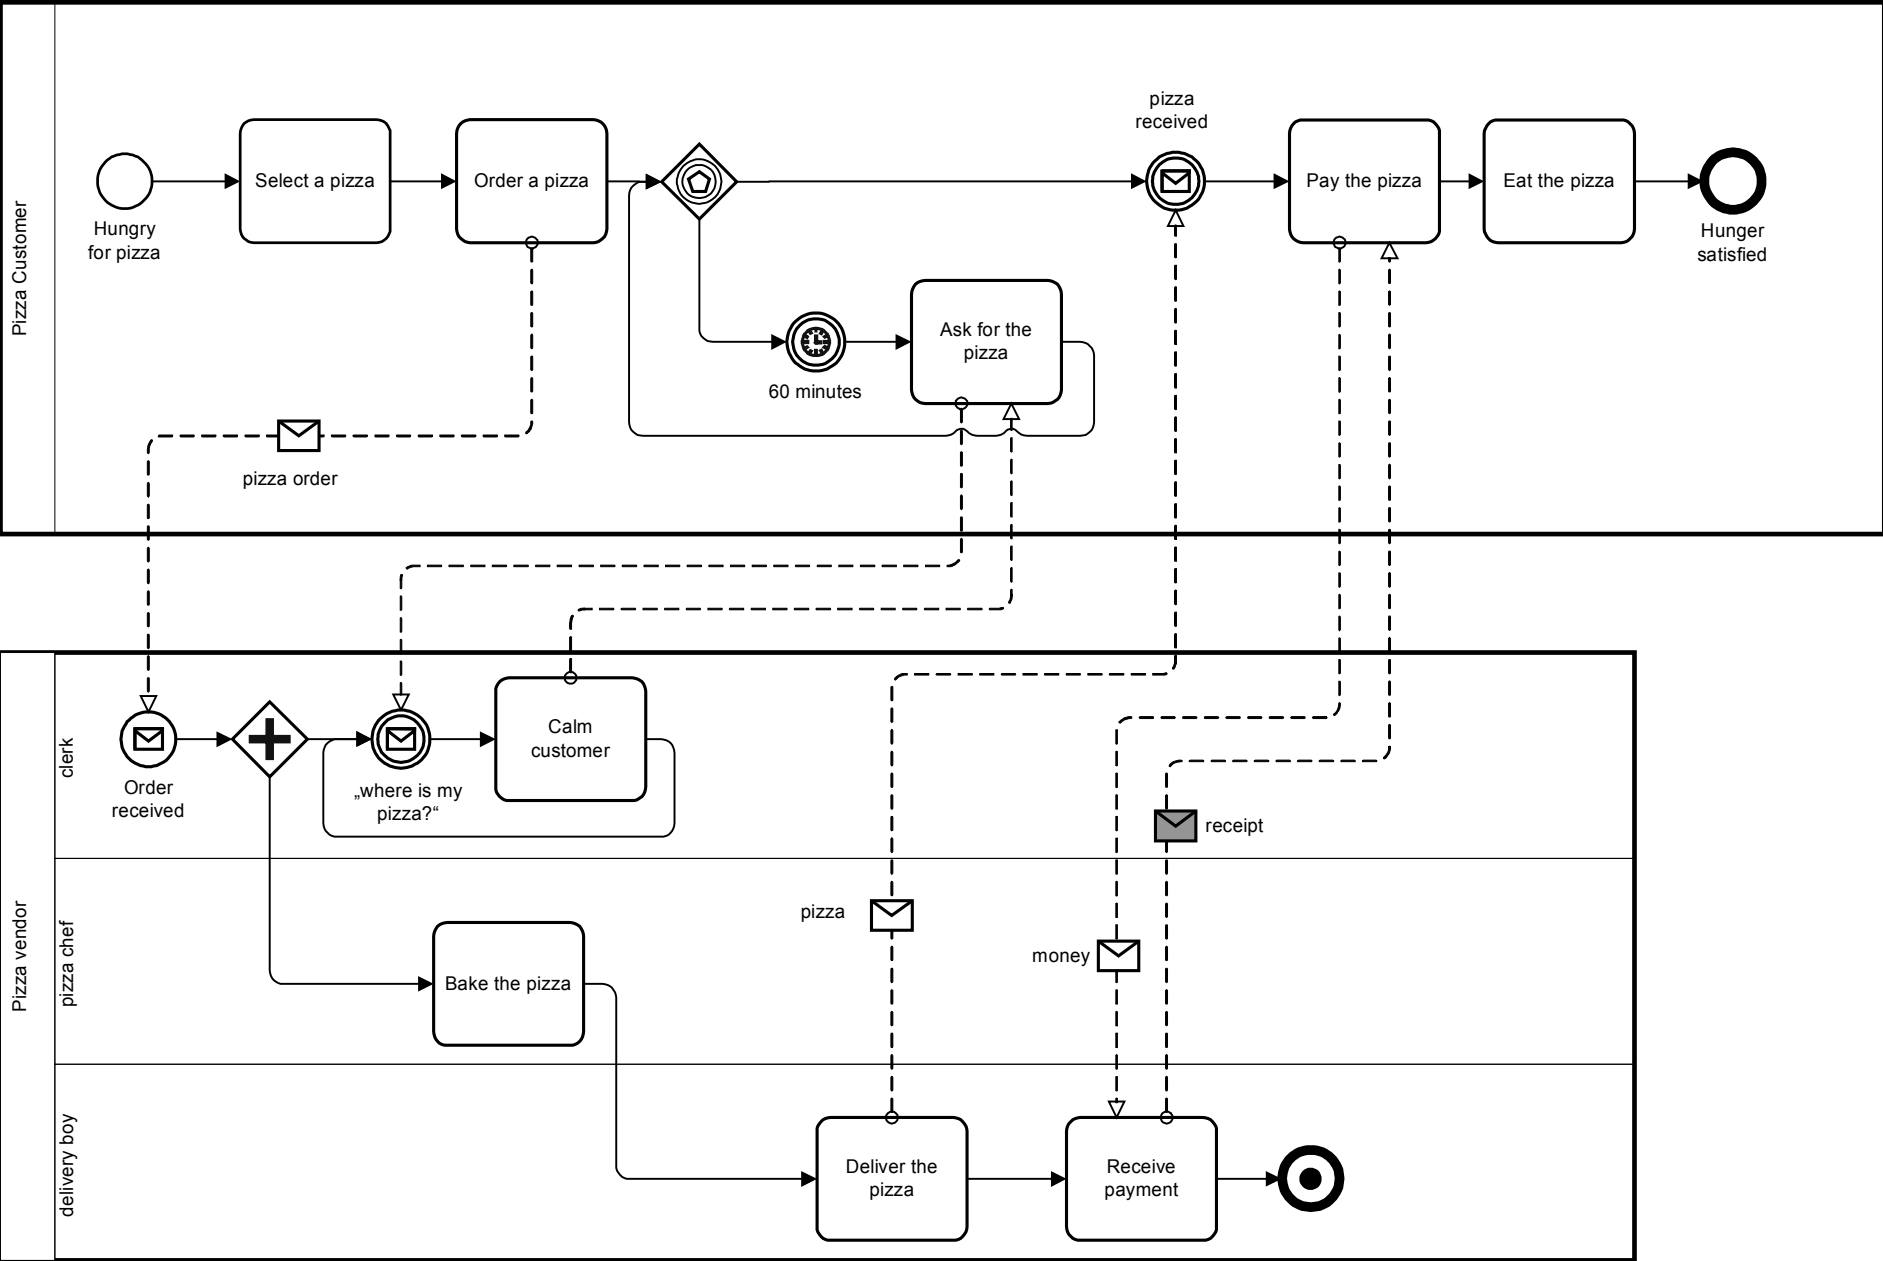 Pizza Customer
Hungry
for pizza
Select a pizza
Order a pizza
pizza
received
Pay the pizza
Eat the pizza
Hunger
satisfied
60 minutes
Ask for the
pizza
pizza order
Pizza vendor
clerk
Order
received
„where is my
pizza?“
Calm
customer
receipt
pizza chef
Bake the pizza
pizza
money
delivery boy
Deliver the
pizza
Receive
payment